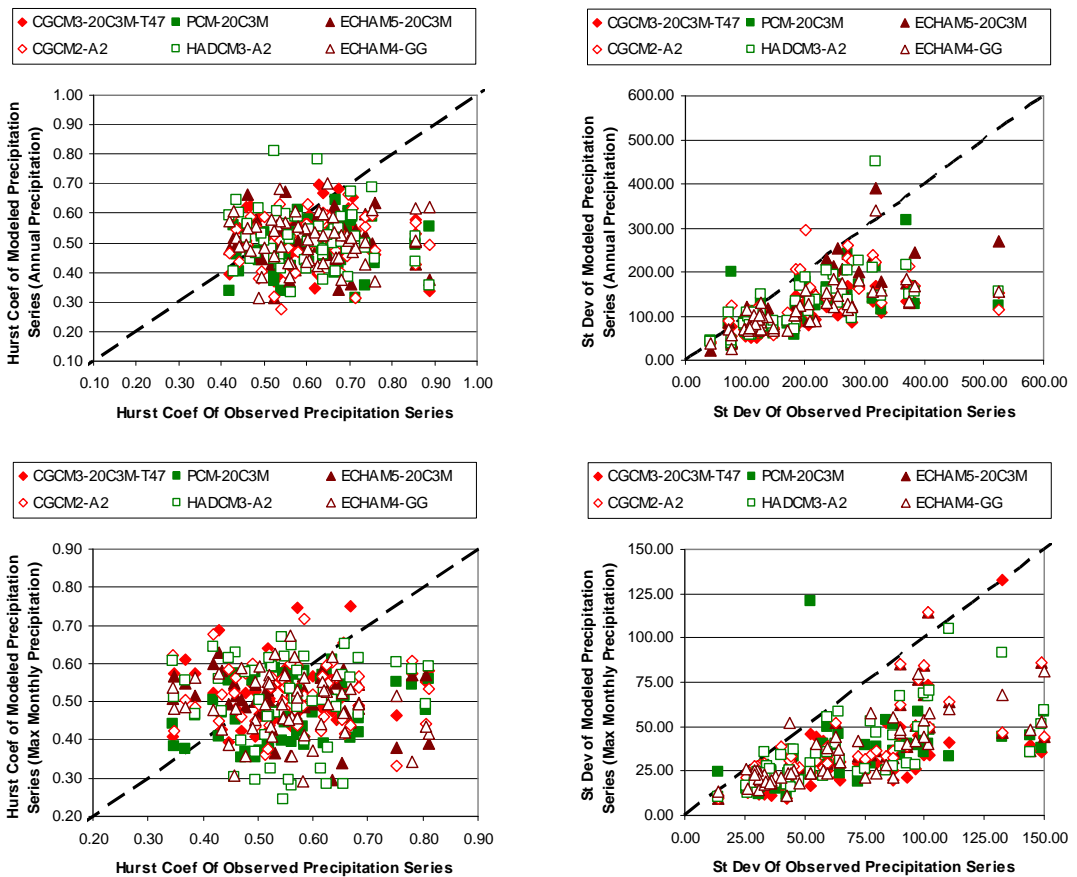 CGCM3-20C3M-T47 PCM-20C3M ECHAM5-20C3M
CGCM2-A2 HADCM3-A2 ECHAM4-GG
Hurst Coef of Modeled Precipitation
Series (Annual Precipitation)
1.00
0.90
0.80
0.70
0.60
0.50
0.40
0.30
0.20
0.10
0.10 0.20 0.30 0.40 0.50 0.60 0.70 0.80 0.90 1.00
Hurst Coef Of Observed Precipitation Series
CGCM3-20C3M-T47 PCM-20C3M ECHAM5-20C3M
CGCM2-A2 HADCM3-A2 ECHAM4-GG
St Dev of Modeled Precipitation
Series (Annual Precipitation)
600.00
500.00
400.00
300.00
200.00
100.00
0.00
0.00 100.00 200.00 300.00 400.00 500.00 600.00
St Dev Of Observed Precipitation Series
CGCM3-20C3M-T47 PCM-20C3M ECHAM5-20C3M
CGCM2-A2 HADCM3-A2 ECHAM4-GG
Hurst Coef of Modeled Precipitation
Series (Max Monthly Precipitation)
0.90
0.80
0.70
0.60
0.50
0.40
0.30
0.20
0.20 0.30 0.40 0.50 0.60 0.70 0.80 0.90
Hurst Coef Of Observed Precipitation Series
CGCM3-20C3M-T47 PCM-20C3M ECHAM5-20C3M
CGCM2-A2 HADCM3-A2 ECHAM4-GG
St Dev of Modeled Precipitation
Series (Max Monthly Precipitation)
150.00
125.00
100.00
75.00
50.00
25.00
0.00
0.00 25.00 50.00 75.00 100.00 125.00 150.00
St Dev Of Observed Precipitation Series